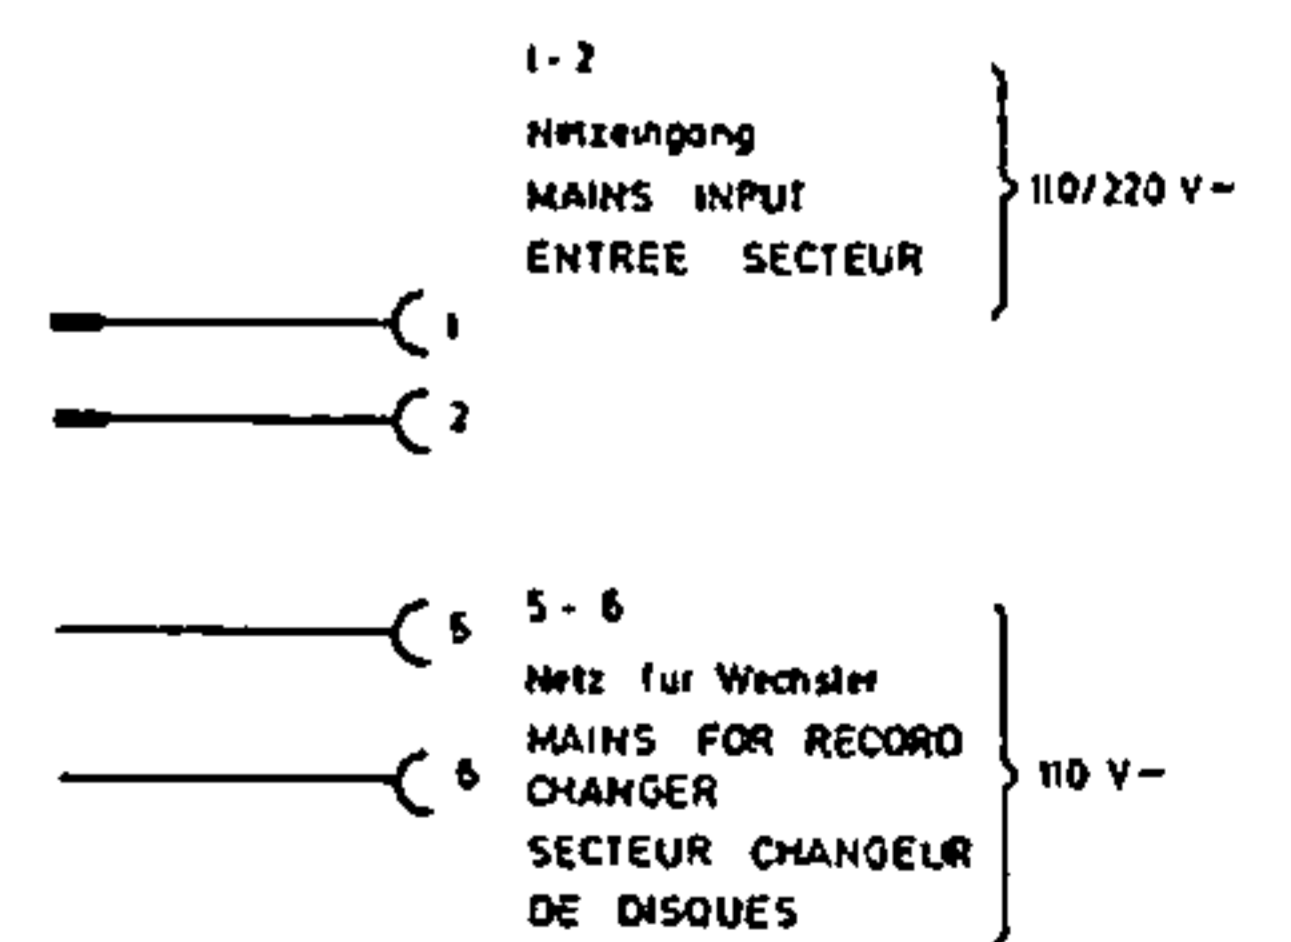 1 - 2
Netzeingang
MAINS INPUT
ENTREE SECTEUR
110/220 V ~
1
2
5
6
5 - 6
Netz fur Wechsler
MAINS FOR RECORD
CHANGER
SECTEUR CHANGEUR
DE DISQUES
110 V ~